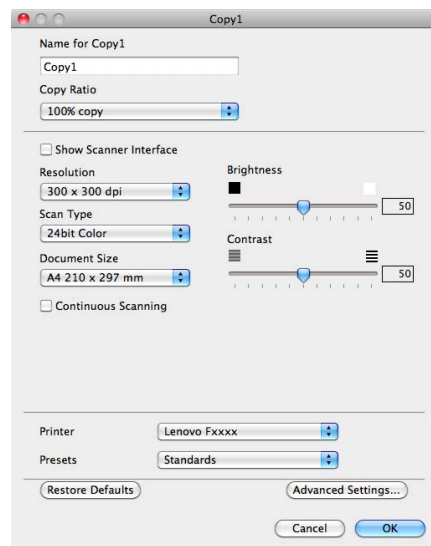 Copy1
Name for Copy1
Copy1
Copy Ratio
100% copy
Show Scanner Interface
Resolution
300 x 300 dpi
Scan Type
24bit Color
Document Size
A4 210 x 297 mm
Continuous Scanning
Brightness
50
Contrast
50
Printer
Lenovo Fxxxx
Presets
Standards
Restore Defaults
Advanced Settings...
Cancel
OK